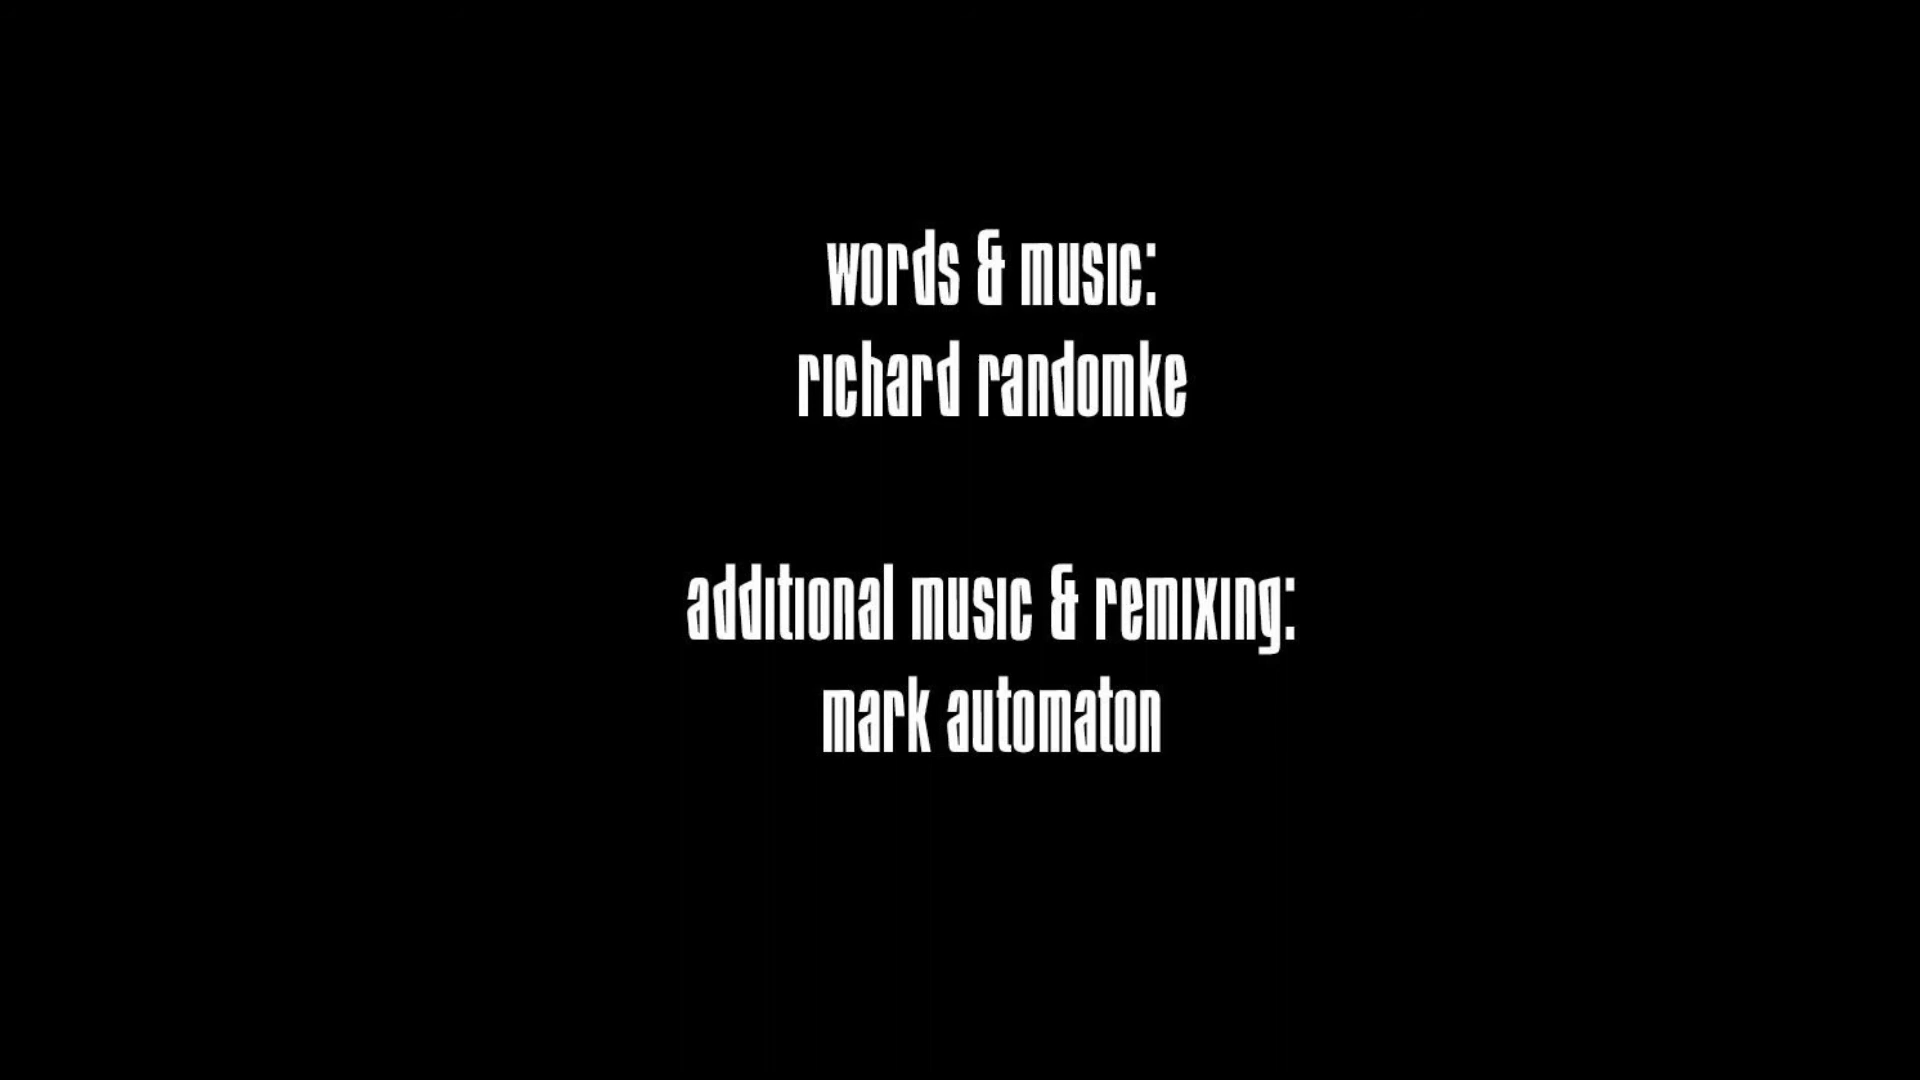 words & music:
richard randomke
additional music & remixing:
mark automaton